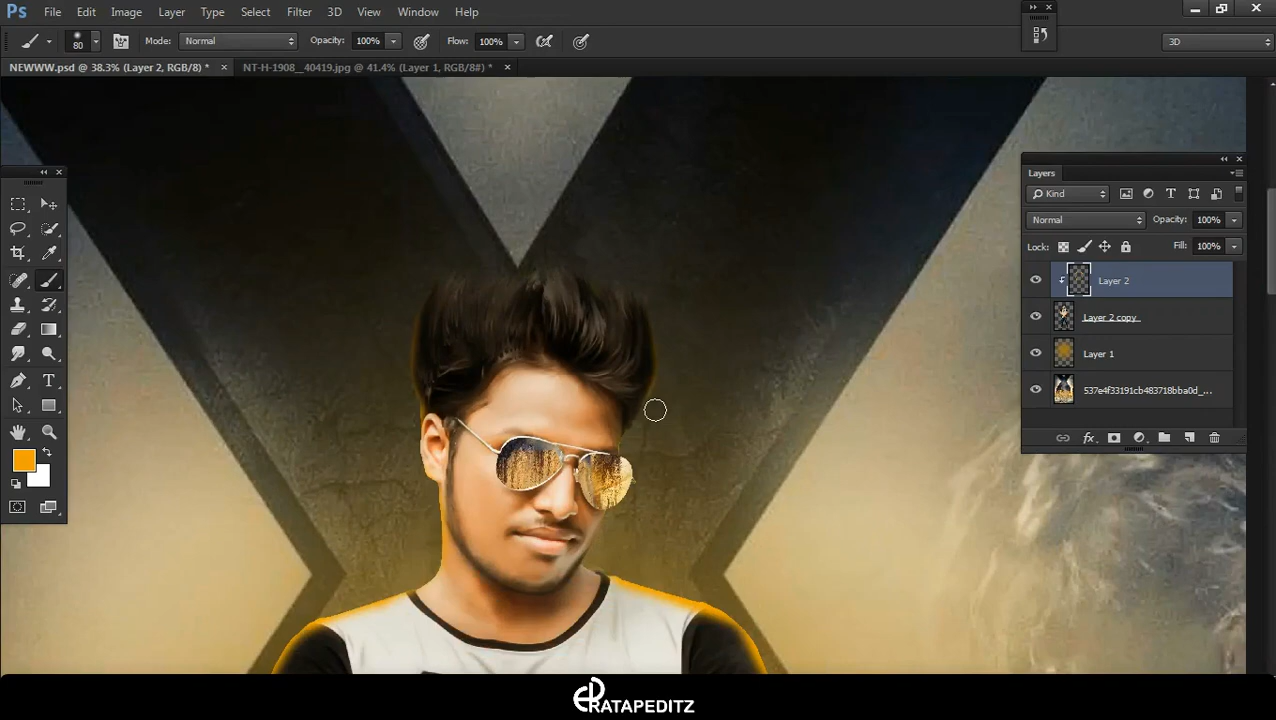 Ps File Edit Image Layer Type Select Filter 3D View Window Help
80 Mode: Normal Opacity: 100% Flow: 100% 3D
NEWWW.psd @ 38.3% (Layer 2, RGB/8) * × NT-H-1908__40419.jpg @ 41.4% (Layer 1, RGB/8#) * ×
Layers
Kind
Normal Opacity: 100%
Lock: Fill: 100%
Layer 2
Layer 2 copy
Layer 1
537e4f33191cb483718bba0d_...
RATAPEDITZ